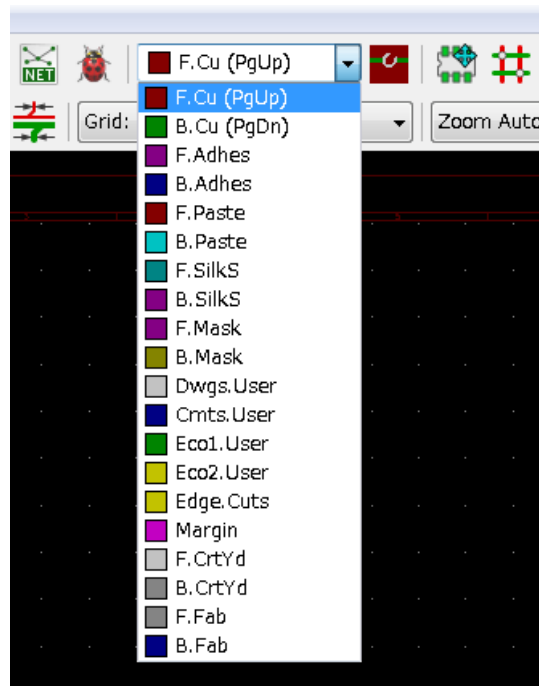 NET
F.Cu (PgUp)
Grid:
Zoom Auto
F.Cu (PgUp)
B.Cu (PgDn)
F.Adhes
B.Adhes
F.Paste
B.Paste
F.SilkS
B.SilkS
F.Mask
B.Mask
Dwgs.User
Cmts.User
Eco1.User
Eco2.User
Edge.Cuts
Margin
F.CrtYd
B.CrtYd
F.Fab
B.Fab